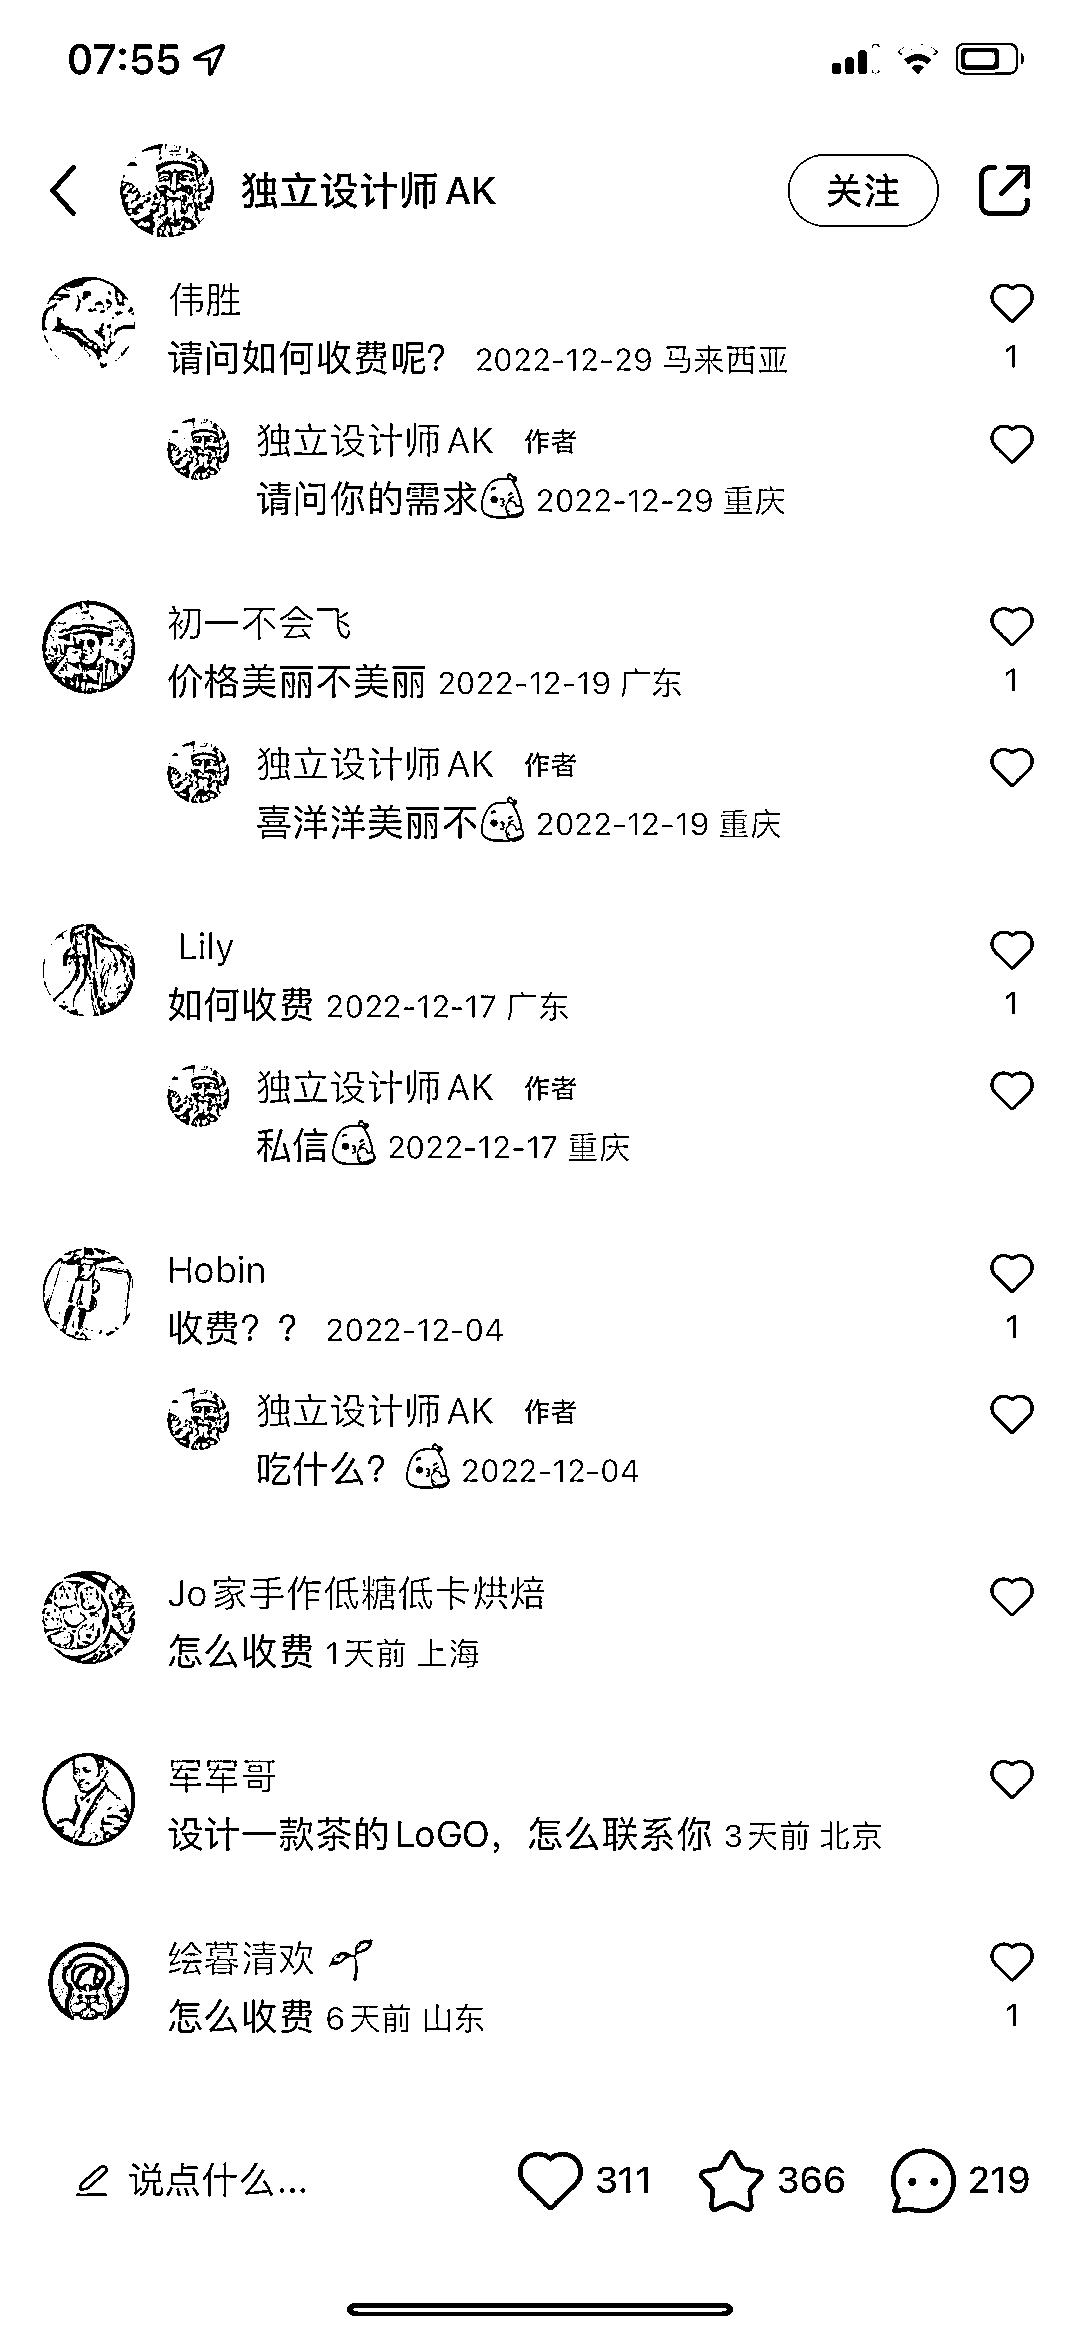 07:55
独立设计师AK 关注
伟胜
请问如何收费呢? 2022-12-29 马来西亚
1
独立设计师AK 作者
请问你的需求 2022-12-29 重庆
初一不会飞
价格美丽不美丽 2022-12-19 广东
1
独立设计师AK 作者
喜洋洋美丽不 2022-12-19 重庆
Lily
如何收费 2022-12-17 广东
1
独立设计师AK 作者
私信 2022-12-17 重庆
Hobin
收费?? 2022-12-04
1
独立设计师AK 作者
吃什么? 2022-12-04
Jo家手作低糖低卡烘焙
怎么收费 1天前 上海
军军哥
设计一款茶的LoGO，怎么联系你 3天前 北京
绘暮清欢
怎么收费 6天前 山东
1
说点什么... 311 366 219